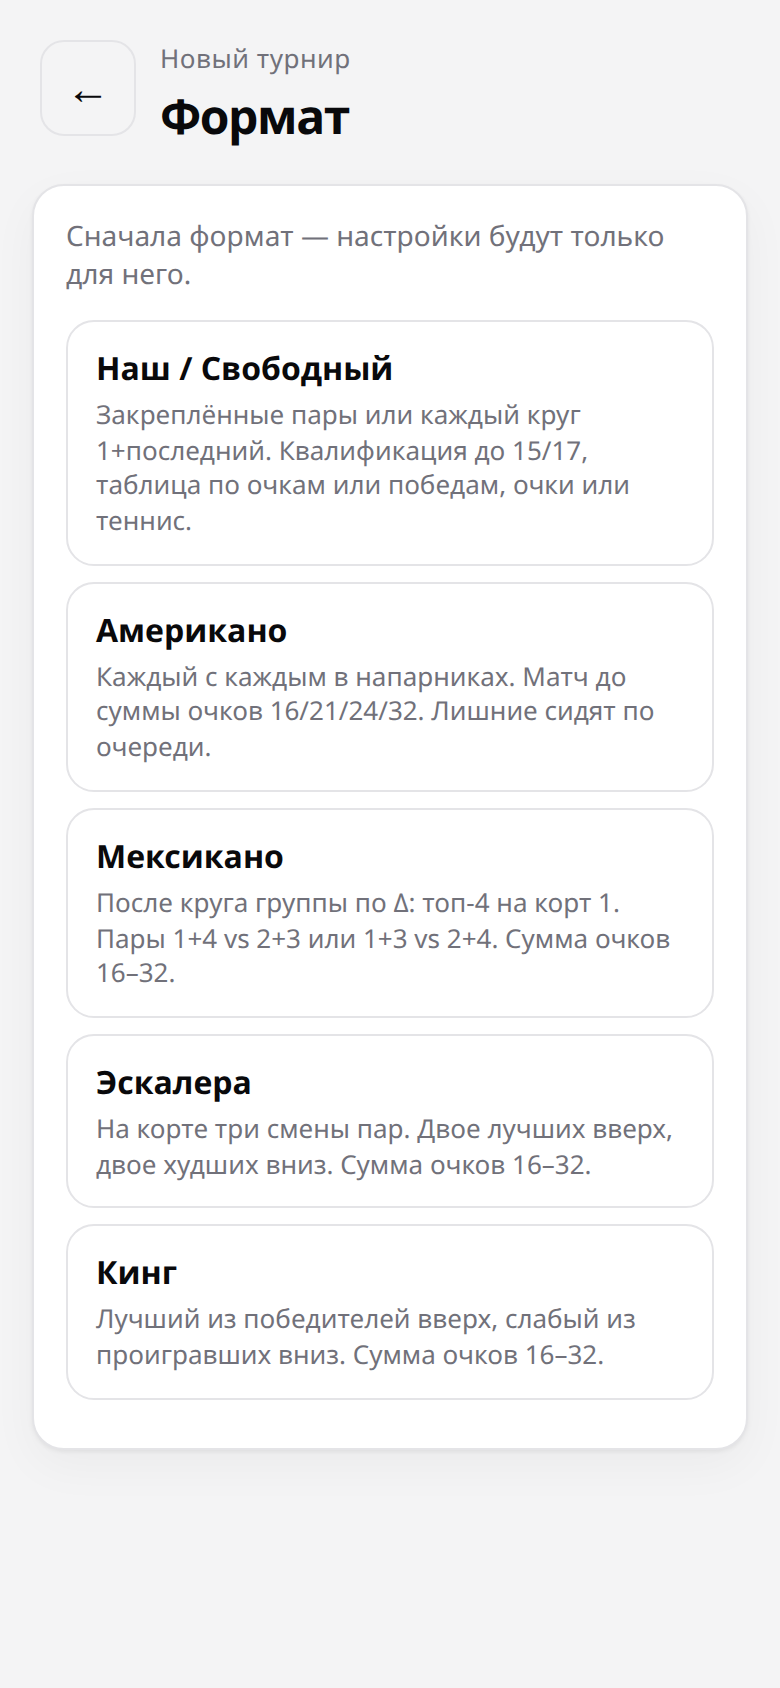 ←
Новый турнир
Формат
Сначала формат — настройки будут только
для него.
Наш / Свободный
Закреплённые пары или каждый круг
1+последний. Квалификация до 15/17,
таблица по очкам или победам, очки или
теннис.
Американо
Каждый с каждым в напарниках. Матч до
суммы очков 16/21/24/32. Лишние сидят по
очереди.
Мексикано
После круга группы по Δ: топ-4 на корт 1.
Пары 1+4 vs 2+3 или 1+3 vs 2+4. Сумма очков
16–32.
Эскалера
На корте три смены пар. Двое лучших вверх,
двое худших вниз. Сумма очков 16–32.
Кинг
Лучший из победителей вверх, слабый из
проигравших вниз. Сумма очков 16–32.